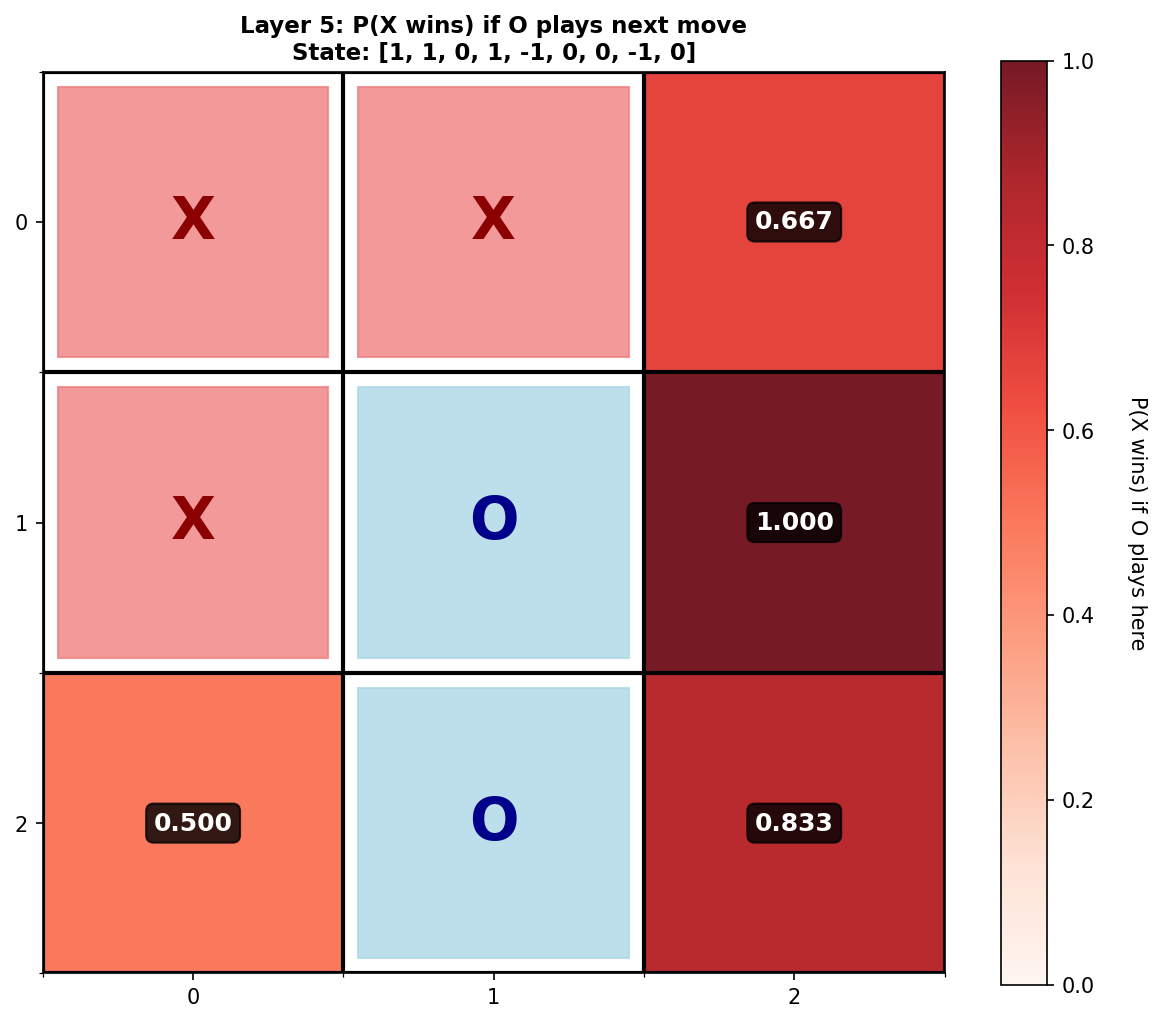 Layer 5: P(X wins) if O plays next move
State: [1, 1, 0, 1, -1, 0, 0, -1, 0]
0
X
X
0.667
1
X
O
1.000
2
0.500
O
0.833
0
1
2
1.0
0.8
0.6
0.4
0.2
0.0
P(X wins) if O plays here